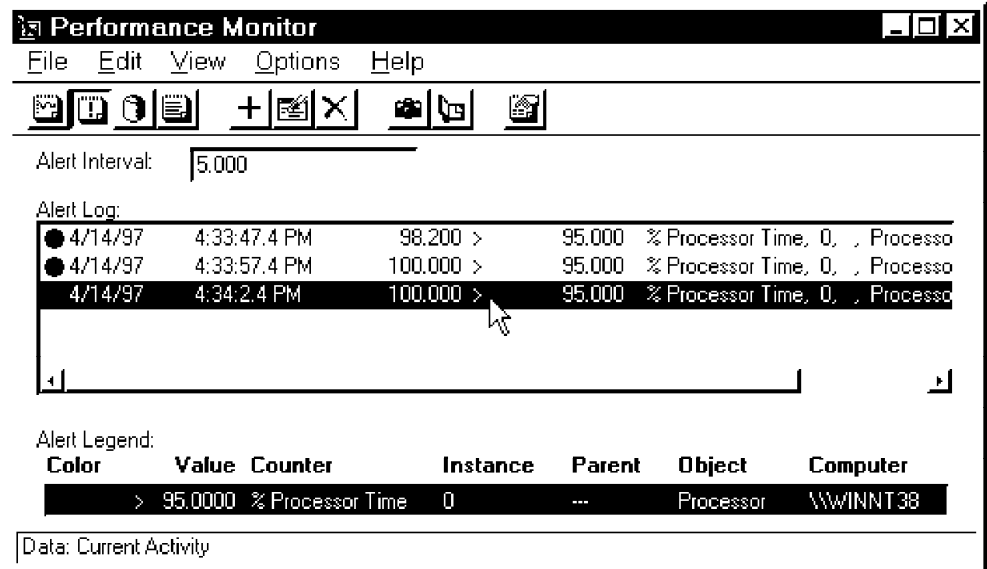 Performance Monitor
File Edit View Options Help
Alert Interval: 5.000
Alert Log:
4/14/97 4:33:47.4 PM 98.200 > 95.000 % Processor Time, 0, , Processo
4/14/97 4:33:57.4 PM 100.000 > 95.000 % Processor Time, 0, , Processo
4/14/97 4:34:2.4 PM 100.000 > 95.000 % Processor Time, 0, , Processo
Alert Legend:
Color Value Counter Instance Parent Object Computer
> 95.0000 % Processor Time 0 --- Processor \\WINNT38
Data: Current Activity